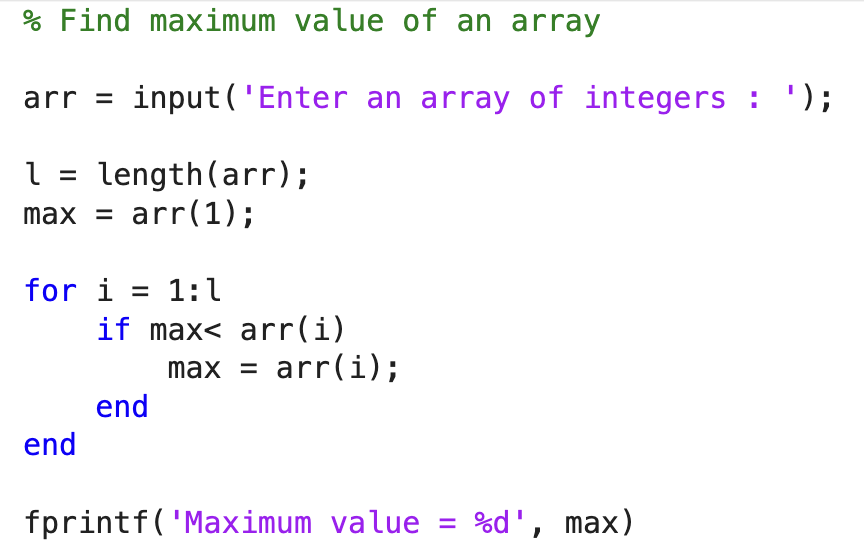 % Find maximum value of an array
arr = input('Enter an array of integers : ');
l = length(arr);
max = arr(1);
for i = 1:l
    if max< arr(i)
        max = arr(i);
    end
end
fprintf('Maximum value = %d', max)